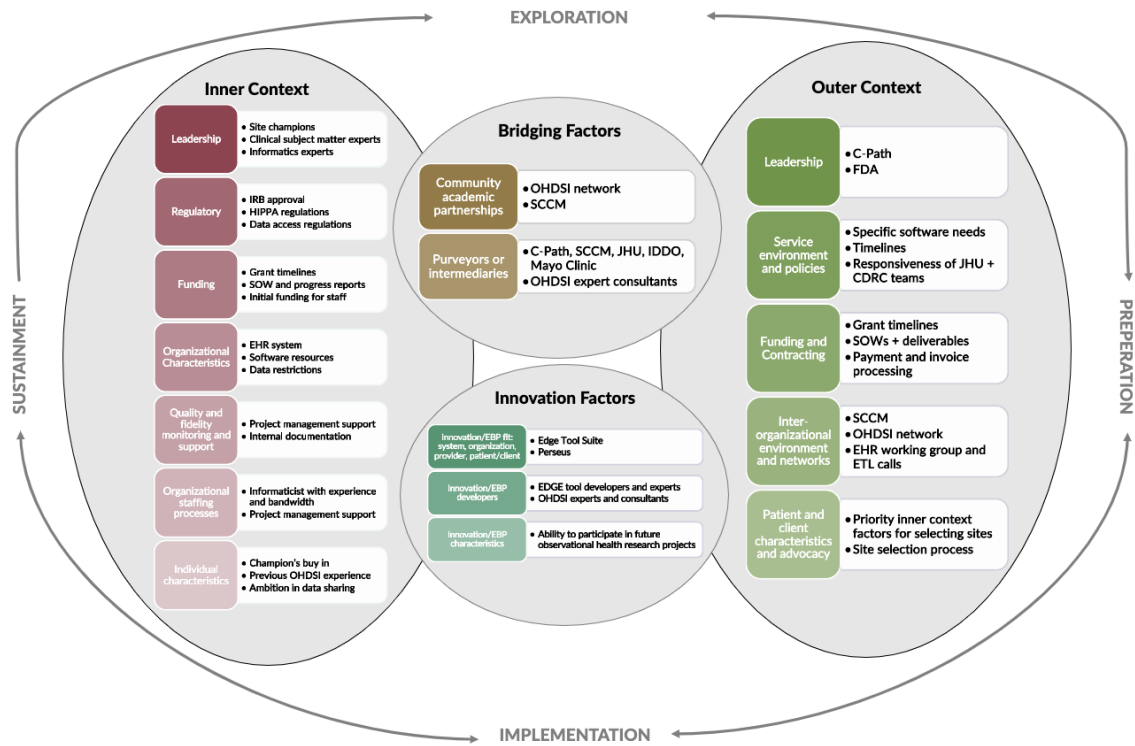 EXPLORATION
Inner Context
Leadership
• Site champions
• Clinical subject matter experts
• Informatics experts
Regulatory
• IRB approval
• HIPPA regulations
• Data access regulations
Funding
• Grant timelines
• SOW and progress reports
• Initial funding for staff
Organizational
Characteristics
• EHR system
• Software resources
• Data restrictions
Quality and
fidelity
monitoring and
support
• Project management support
• Internal documentation
Organizational
staffing
processes
• Informaticist with experience
and bandwidth
• Project management support
Individual
characteristics
• Champion's buy in
• Previous OHDSI experience
• Ambition in data sharing
Bridging Factors
Community
academic
partnerships
• OHDSI network
• SCCM
Purveyors or
intermediaries
• C-Path, SCCM, JHU, IDDO,
Mayo Clinic
• OHDSI expert consultants
Innovation Factors
Innovation/EBP fit:
system, organization,
provider, patient/client
• Edge Tool Suite
• Perseus
Innovation/EBP
developers
• EDGE tool developers and experts
• OHDSI experts and consultants
Innovation/EBP
characteristics
• Ability to participate in future
observational health research projects
Outer Context
Leadership
• C-Path
• FDA
Service
environment
and policies
• Specific software needs
• Timelines
• Responsiveness of JHU +
CDRC teams
Funding and
Contracting
• Grant timelines
• SOWs + deliverables
• Payment and invoice
processing
Inter-
organizational
environment
and networks
• SCCM
• OHDSI network
• EHR working group and
ETL calls
Patient and
client
characteristics
and advocacy
• Priority inner context
factors for selecting sites
• Site selection process
SUSTAINMENT
PREPERATION
IMPLEMENTATION